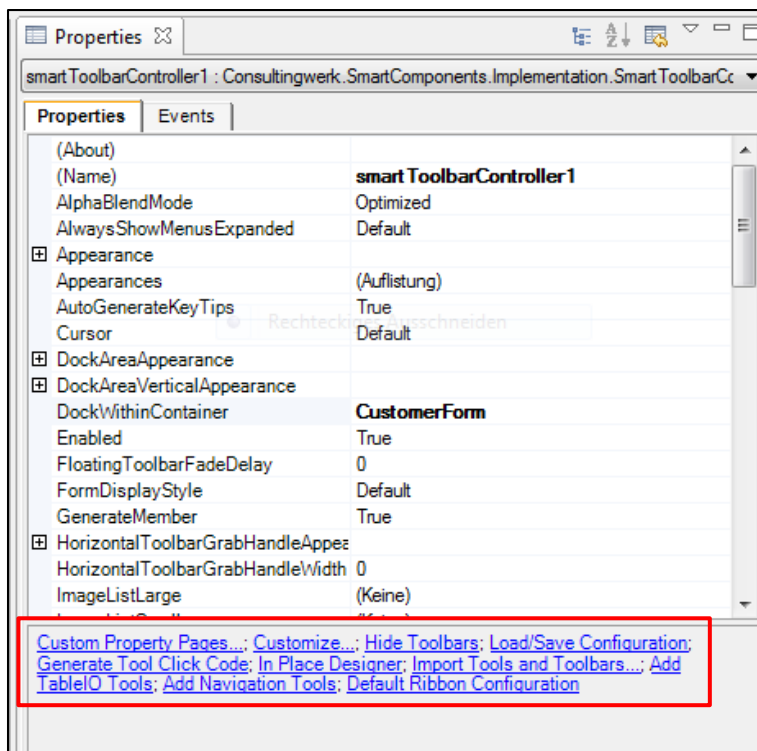 Properties
smartToolbarController1 : Consultingwerk.SmartComponents.Implementation.SmartToolbarCc
Properties Events
(About)
(Name) smartToolbarController1
AlphaBlendMode Optimized
AlwaysShowMenusExpanded Default
Appearance
Appearances (Auflistung)
AutoGenerateKeyTips True
Rechteckiges Ausschneiden
Cursor Default
DockAreaAppearance
DockAreaVerticalAppearance
DockWithinContainer CustomerForm
Enabled True
FloatingToolbarFadeDelay 0
FormDisplayStyle Default
GenerateMember True
HorizontalToolbarGrabHandleAppea
HorizontalToolbarGrabHandleWidth 0
ImageListLarge (Keine)
Custom Property Pages...; Customize...; Hide Toolbars; Load/Save Configuration;
Generate Tool Click Code; In Place Designer; Import Tools and Toolbars...; Add
TableIO Tools; Add Navigation Tools; Default Ribbon Configuration